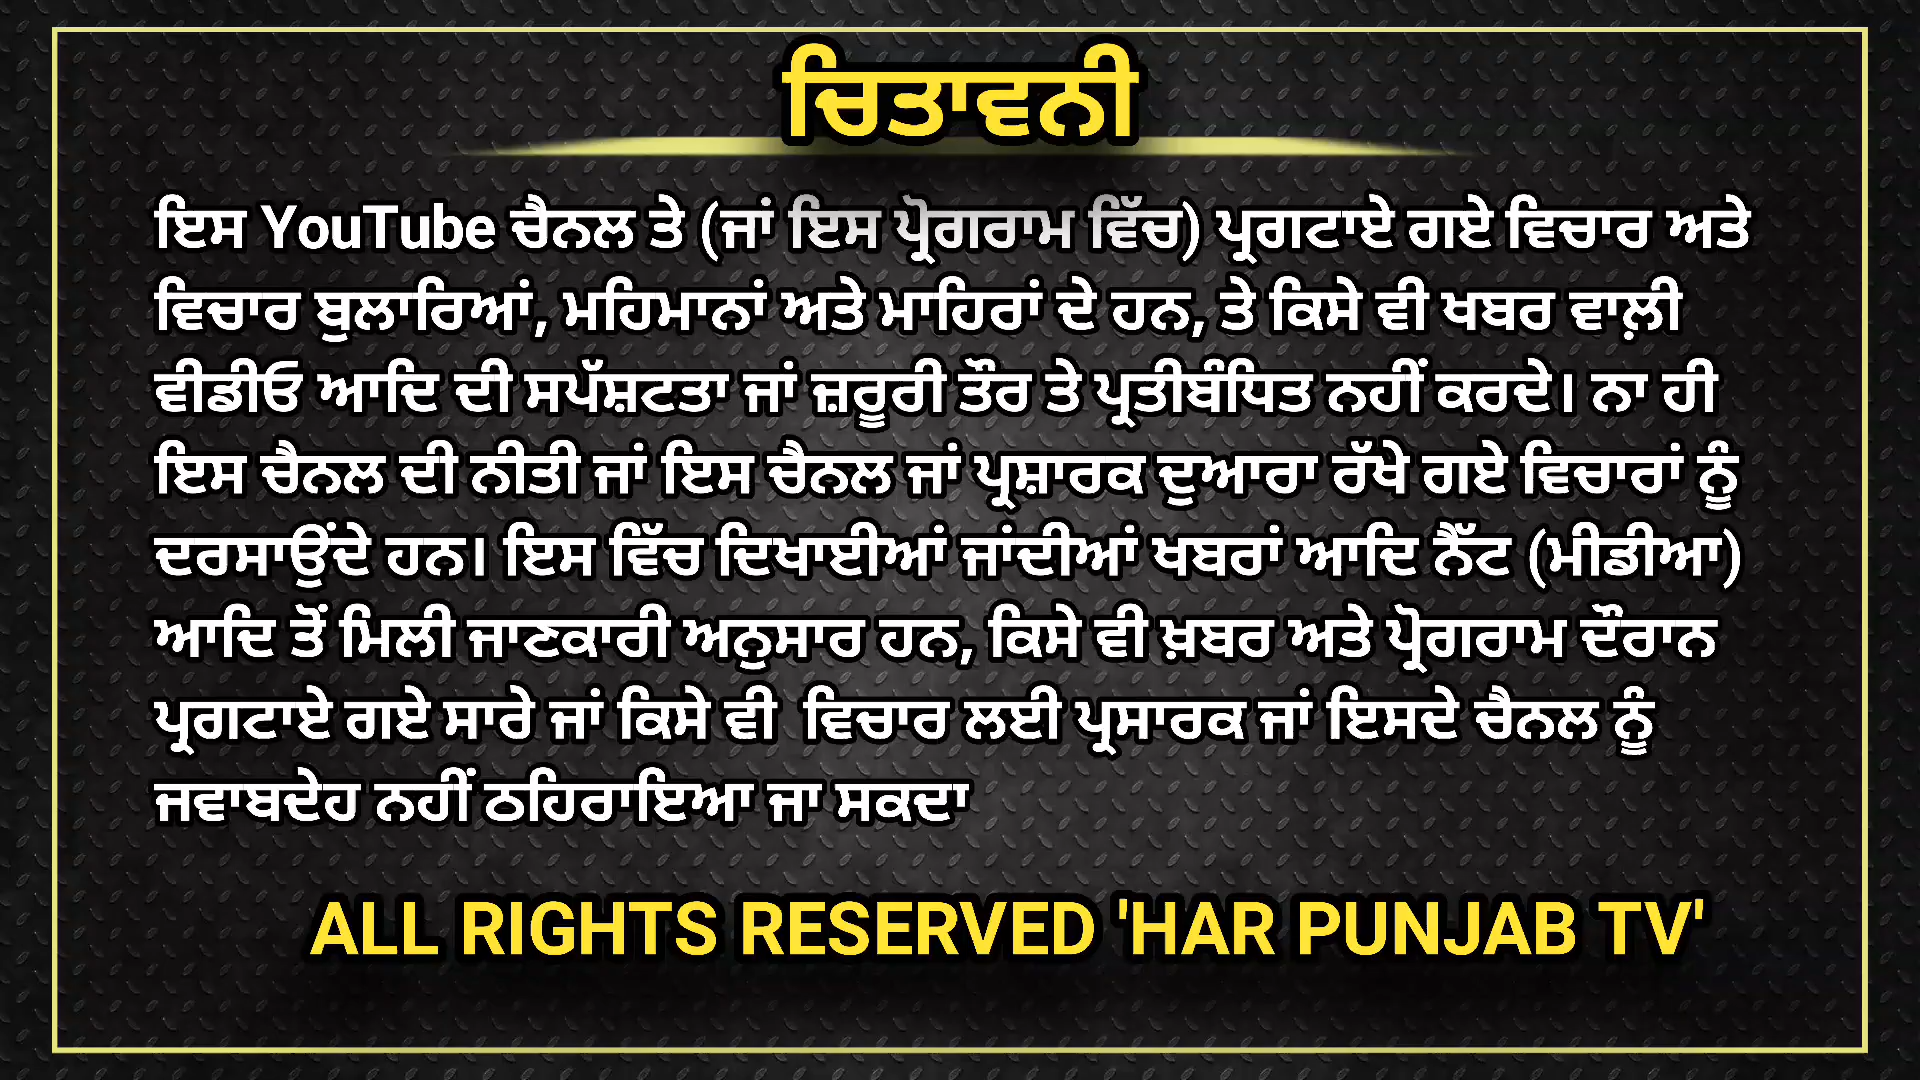 ਚਿਤਾਵਨੀ
ਇਸ YouTube ਚੈਨਲ ਤੇ (ਜਾਂ ਇਸ ਪ੍ਰੋਗਰਾਮ ਵਿੱਚ) ਪ੍ਰਗਟਾਏ ਗਏ ਵਿਚਾਰ ਅਤੇ
ਵਿਚਾਰ ਬੁਲਾਰਿਆਂ, ਮਹਿਮਾਨਾਂ ਅਤੇ ਮਾਹਿਰਾਂ ਦੇ ਹਨ, ਤੇ ਕਿਸੇ ਵੀ ਖਬਰ ਵਾਲ਼ੀ
ਵੀਡੀਓ ਆਦਿ ਦੀ ਸਪੱਸ਼ਟਤਾ ਜਾਂ ਜ਼ਰੂਰੀ ਤੌਰ ਤੇ ਪ੍ਰਤੀਬੰਧਿਤ ਨਹੀਂ ਕਰਦੇ। ਨਾ ਹੀ
ਇਸ ਚੈਨਲ ਦੀ ਨੀਤੀ ਜਾਂ ਇਸ ਚੈਨਲ ਜਾਂ ਪ੍ਰਸ਼ਾਰਕ ਦੁਆਰਾ ਰੱਖੇ ਗਏ ਵਿਚਾਰਾਂ ਨੂੰ
ਦਰਸਾਉਂਦੇ ਹਨ। ਇਸ ਵਿੱਚ ਦਿਖਾਈਆਂ ਜਾਂਦੀਆਂ ਖਬਰਾਂ ਆਦਿ ਨੈੱਟ (ਮੀਡੀਆ)
ਆਦਿ ਤੋਂ ਮਿਲੀ ਜਾਣਕਾਰੀ ਅਨੁਸਾਰ ਹਨ, ਕਿਸੇ ਵੀ ਖ਼ਬਰ ਅਤੇ ਪ੍ਰੋਗਰਾਮ ਦੌਰਾਨ
ਪ੍ਰਗਟਾਏ ਗਏ ਸਾਰੇ ਜਾਂ ਕਿਸੇ ਵੀ  ਵਿਚਾਰ ਲਈ ਪ੍ਰਸਾਰਕ ਜਾਂ ਇਸਦੇ ਚੈਨਲ ਨੂੰ
ਜਵਾਬਦੇਹ ਨਹੀਂ ਠਹਿਰਾਇਆ ਜਾ ਸਕਦਾ
ALL RIGHTS RESERVED 'HAR PUNJAB TV'